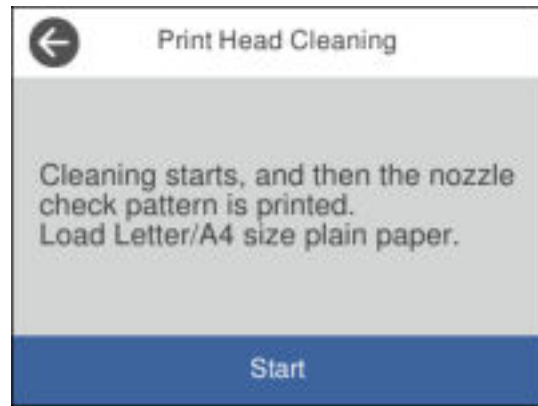 Print Head Cleaning
Cleaning starts, and then the nozzle
check pattern is printed.
Load Letter/A4 size plain paper.
Start